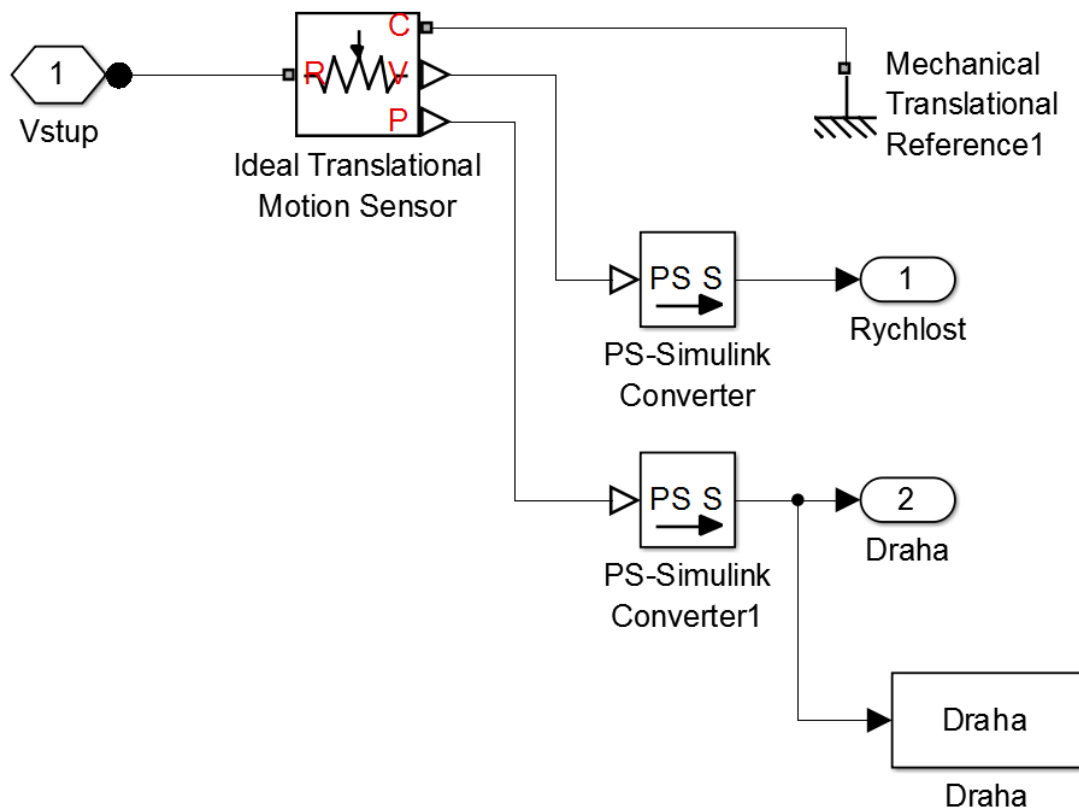 1
Vstup
C
R
V
P
Ideal Translational
Motion Sensor
Mechanical
Translational
Reference1
PS S
PS-Simulink
Converter
1
Rychlost
PS S
PS-Simulink
Converter1
2
Draha
Draha
Draha